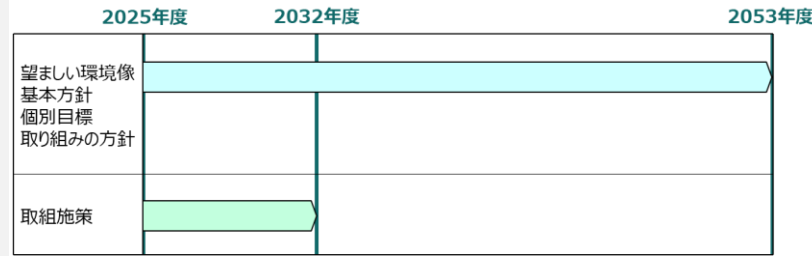 2025年度 2032年度 2053年度
望ましい環境像
基本方針
個別目標
取り組みの方針
取組施策